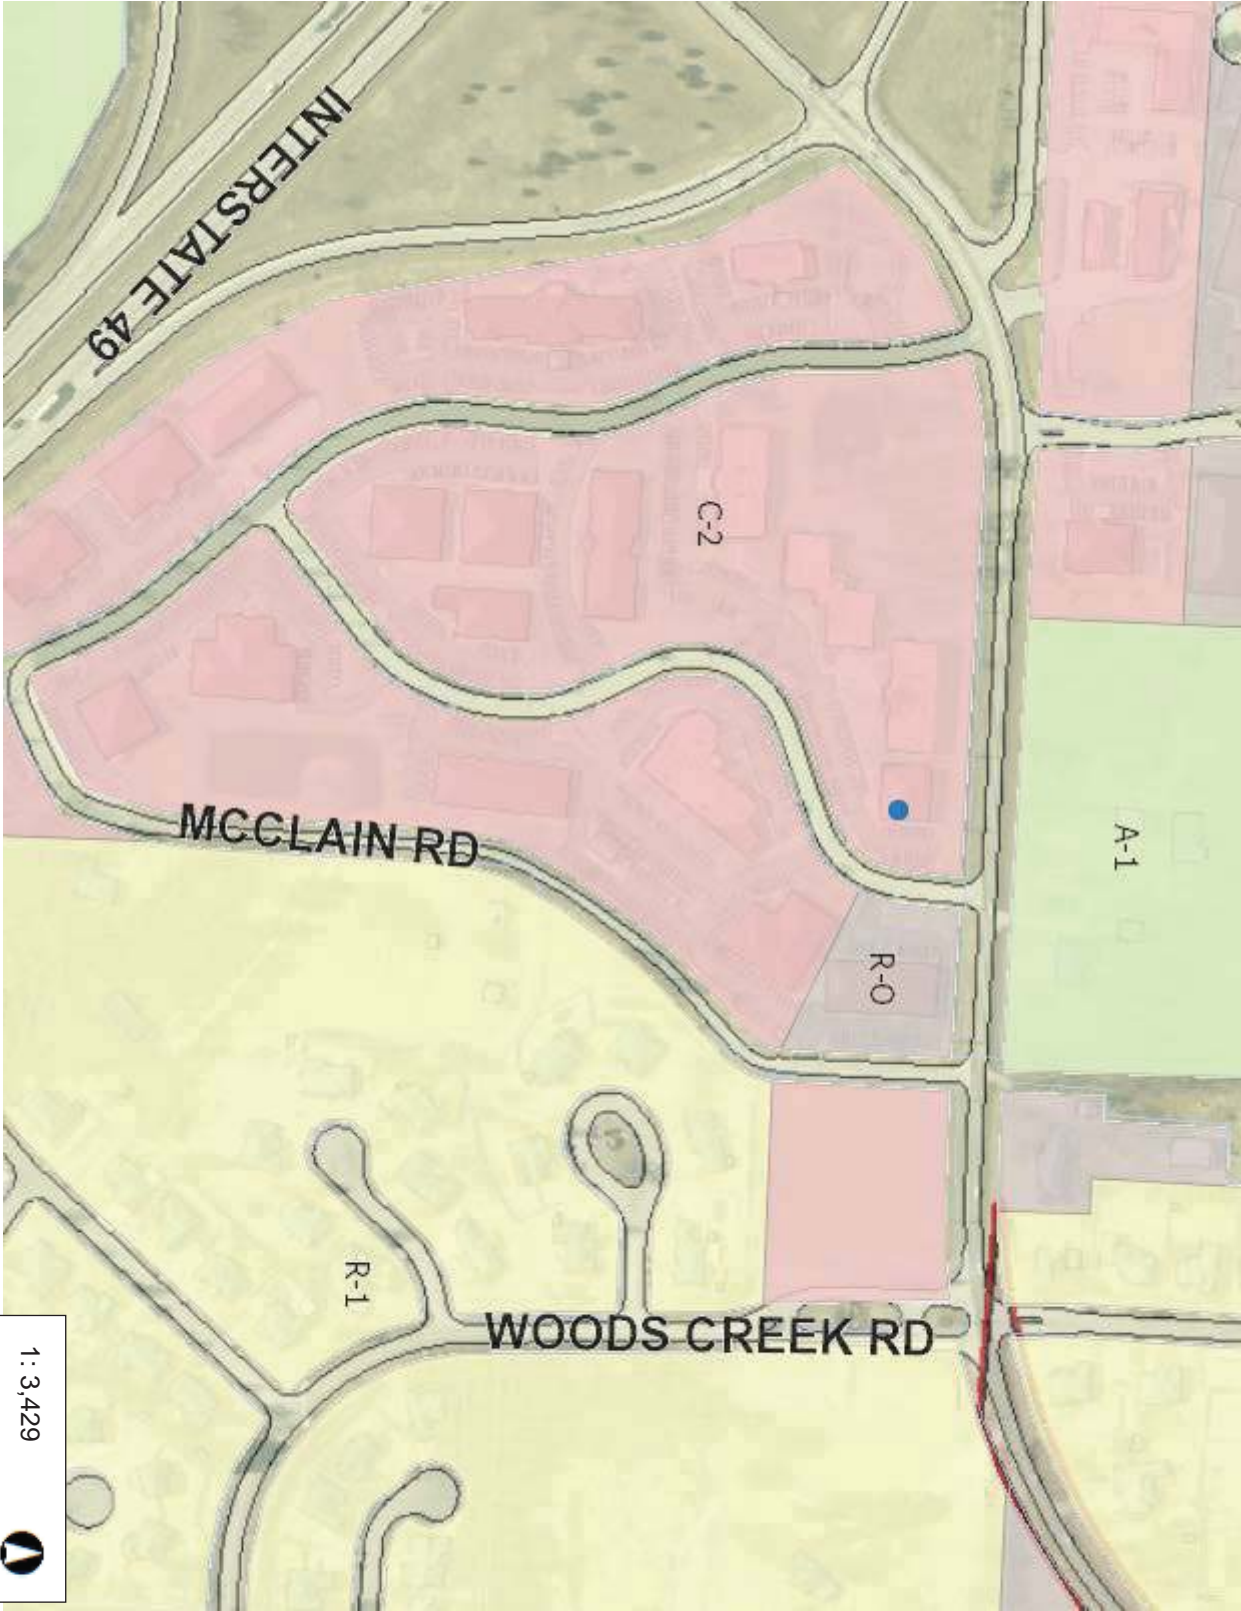 INTERSTATE 49
C-2
A-1
MCCLAIN RD
R-O
R-1
WOODS CREEK RD
1: 3,429